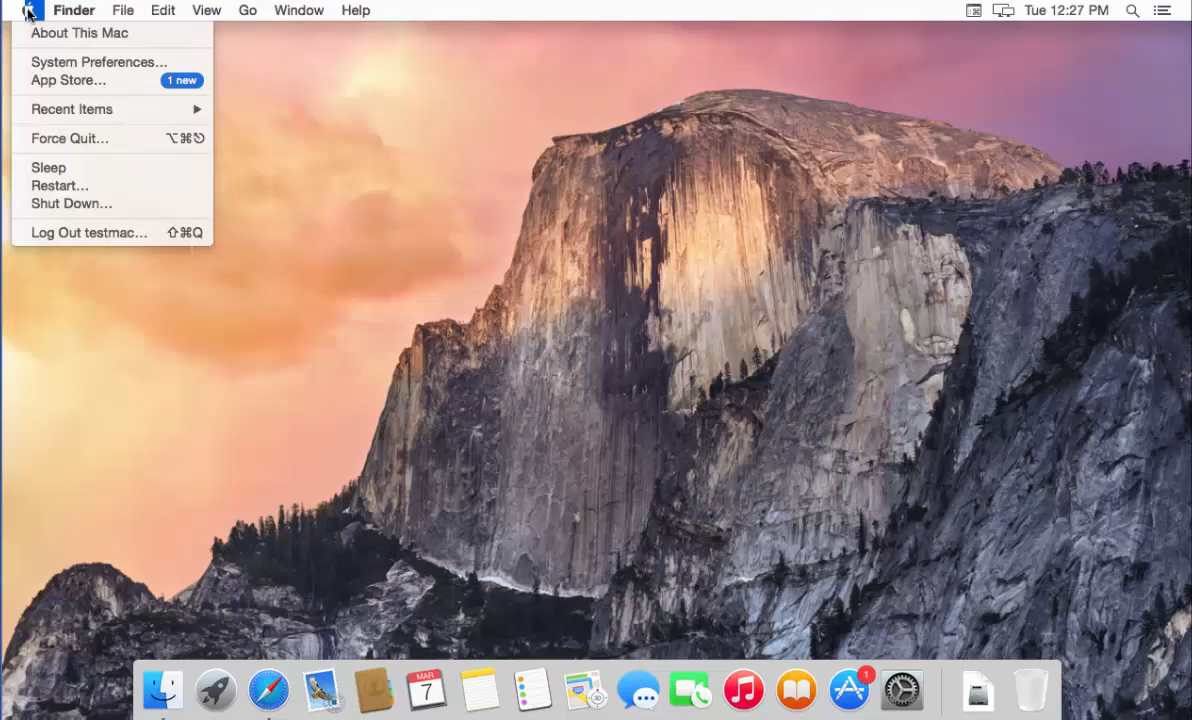 Finder File Edit View Go Window Help Tue 12:27 PM
About This Mac
System Preferences...
App Store... 1 new
Recent Items
Force Quit... ⌥⌘⎋
Sleep
Restart...
Shut Down...
Log Out testmac... ⇧⌘Q
MAR
7
1